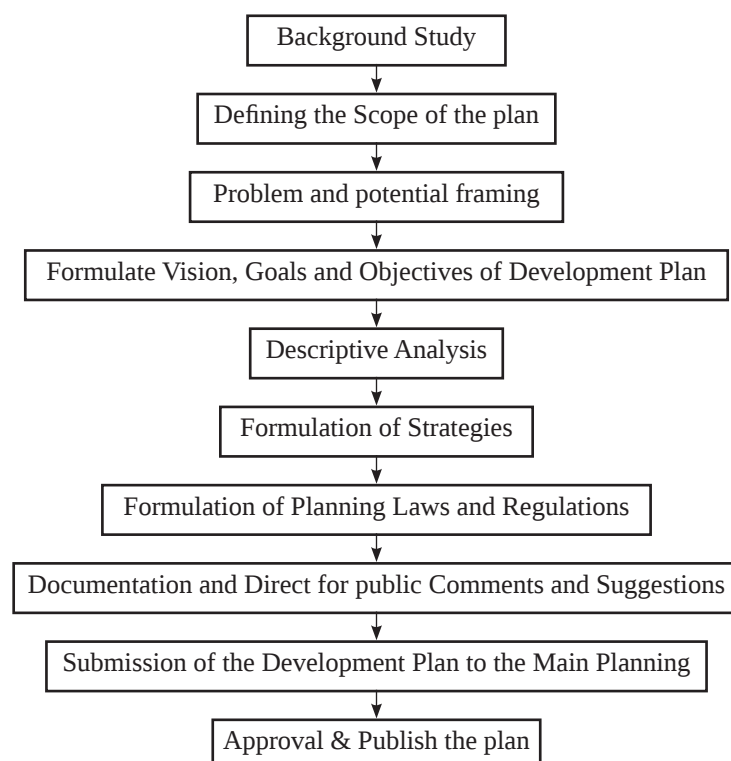 Background Study
Defining the Scope of the plan
Problem and potential framing
Formulate Vision, Goals and Objectives of Development Plan
Descriptive Analysis
Formulation of Strategies
Formulation of Planning Laws and Regulations
Documentation and Direct for public Comments and Suggestions
Submission of the Development Plan to the Main Planning
Approval & Publish the plan